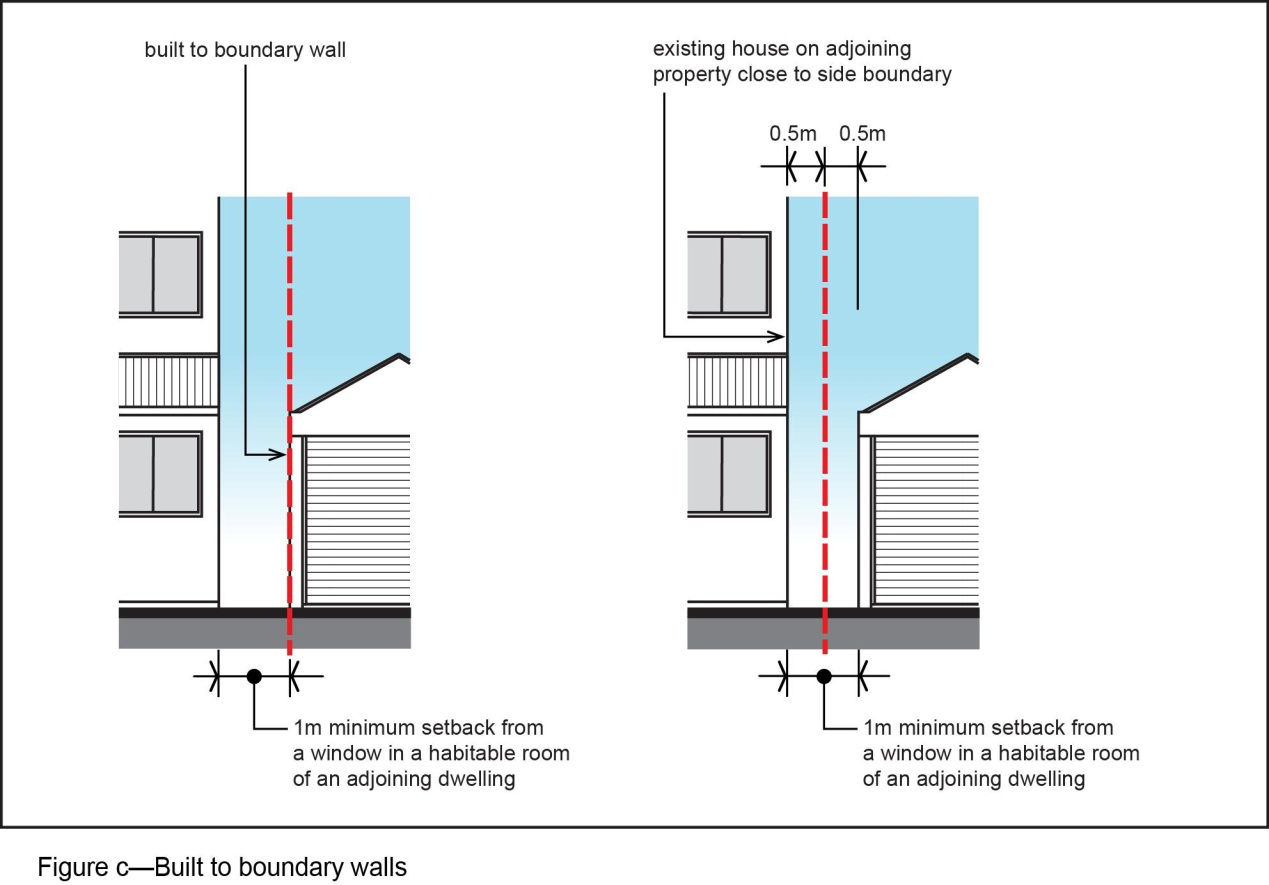 built to boundary wall
existing house on adjoining
property close to side boundary
0.5m 0.5m
1m minimum setback from
a window in a habitable room
of an adjoining dwelling
1m minimum setback from
a window in a habitable room
of an adjoining dwelling
Figure c—Built to boundary walls